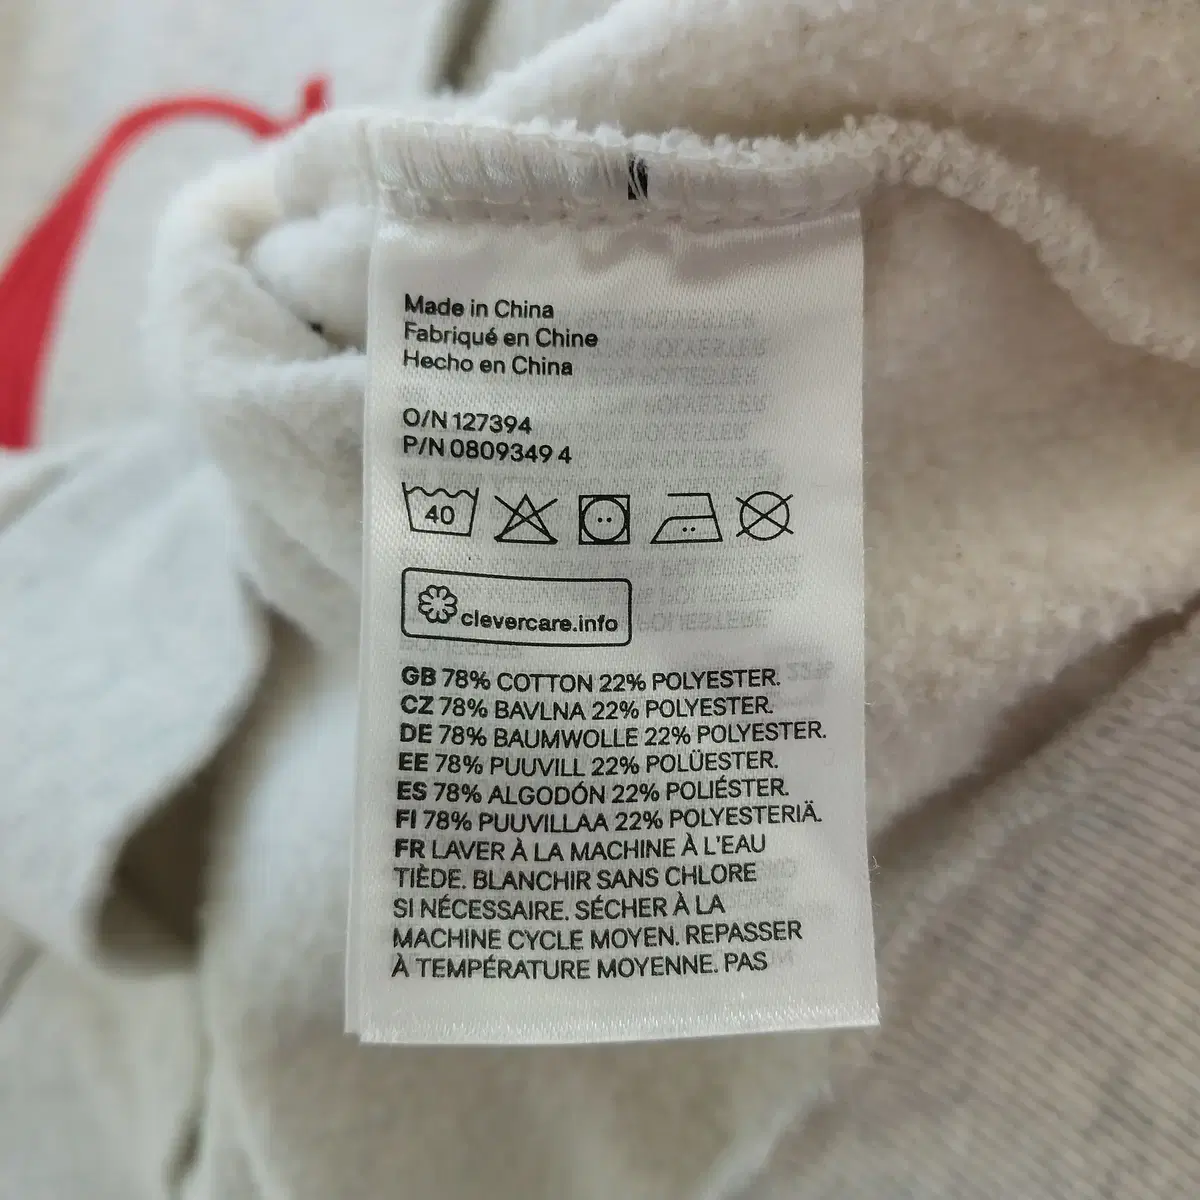 Made in China
Fabriqué en Chine
Hecho en China
O/N 127394
P/N 0809349 4
40
clevercare.info
GB 78% COTTON 22% POLYESTER.
CZ 78% BAVLNA 22% POLYESTER.
DE 78% BAUMWOLLE 22% POLYESTER.
EE 78% PUUVILL 22% POLÜESTER.
ES 78% ALGODÓN 22% POLIÉSTER.
FI 78% PUUVILLAA 22% POLYESTERIÄ.
FR LAVER À LA MACHINE À L'EAU
TIÈDE. BLANCHIR SANS CHLORE
SI NÉCESSAIRE. SÉCHER À LA
MACHINE CYCLE MOYEN. REPASSER
À TEMPÉRATURE MOYENNE. PAS